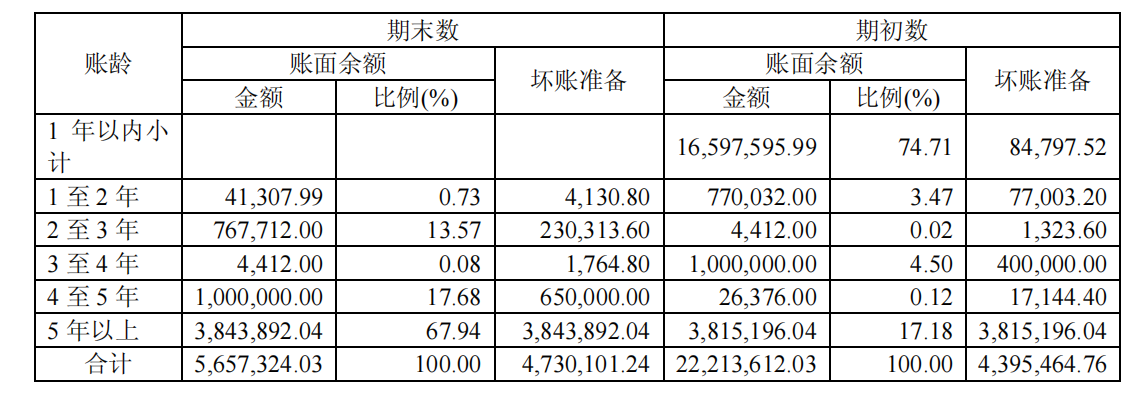 账龄 期末数 期初数
账面余额 坏账准备 账面余额 坏账准备
金额 比例(%) 金额 比例(%)
1 年以内小
计 16,597,595.99 74.71 84,797.52
1 至 2 年 41,307.99 0.73 4,130.80 770,032.00 3.47 77,003.20
2 至 3 年 767,712.00 13.57 230,313.60 4,412.00 0.02 1,323.60
3 至 4 年 4,412.00 0.08 1,764.80 1,000,000.00 4.50 400,000.00
4 至 5 年 1,000,000.00 17.68 650,000.00 26,376.00 0.12 17,144.40
5 年以上 3,843,892.04 67.94 3,843,892.04 3,815,196.04 17.18 3,815,196.04
合计 5,657,324.03 100.00 4,730,101.24 22,213,612.03 100.00 4,395,464.76